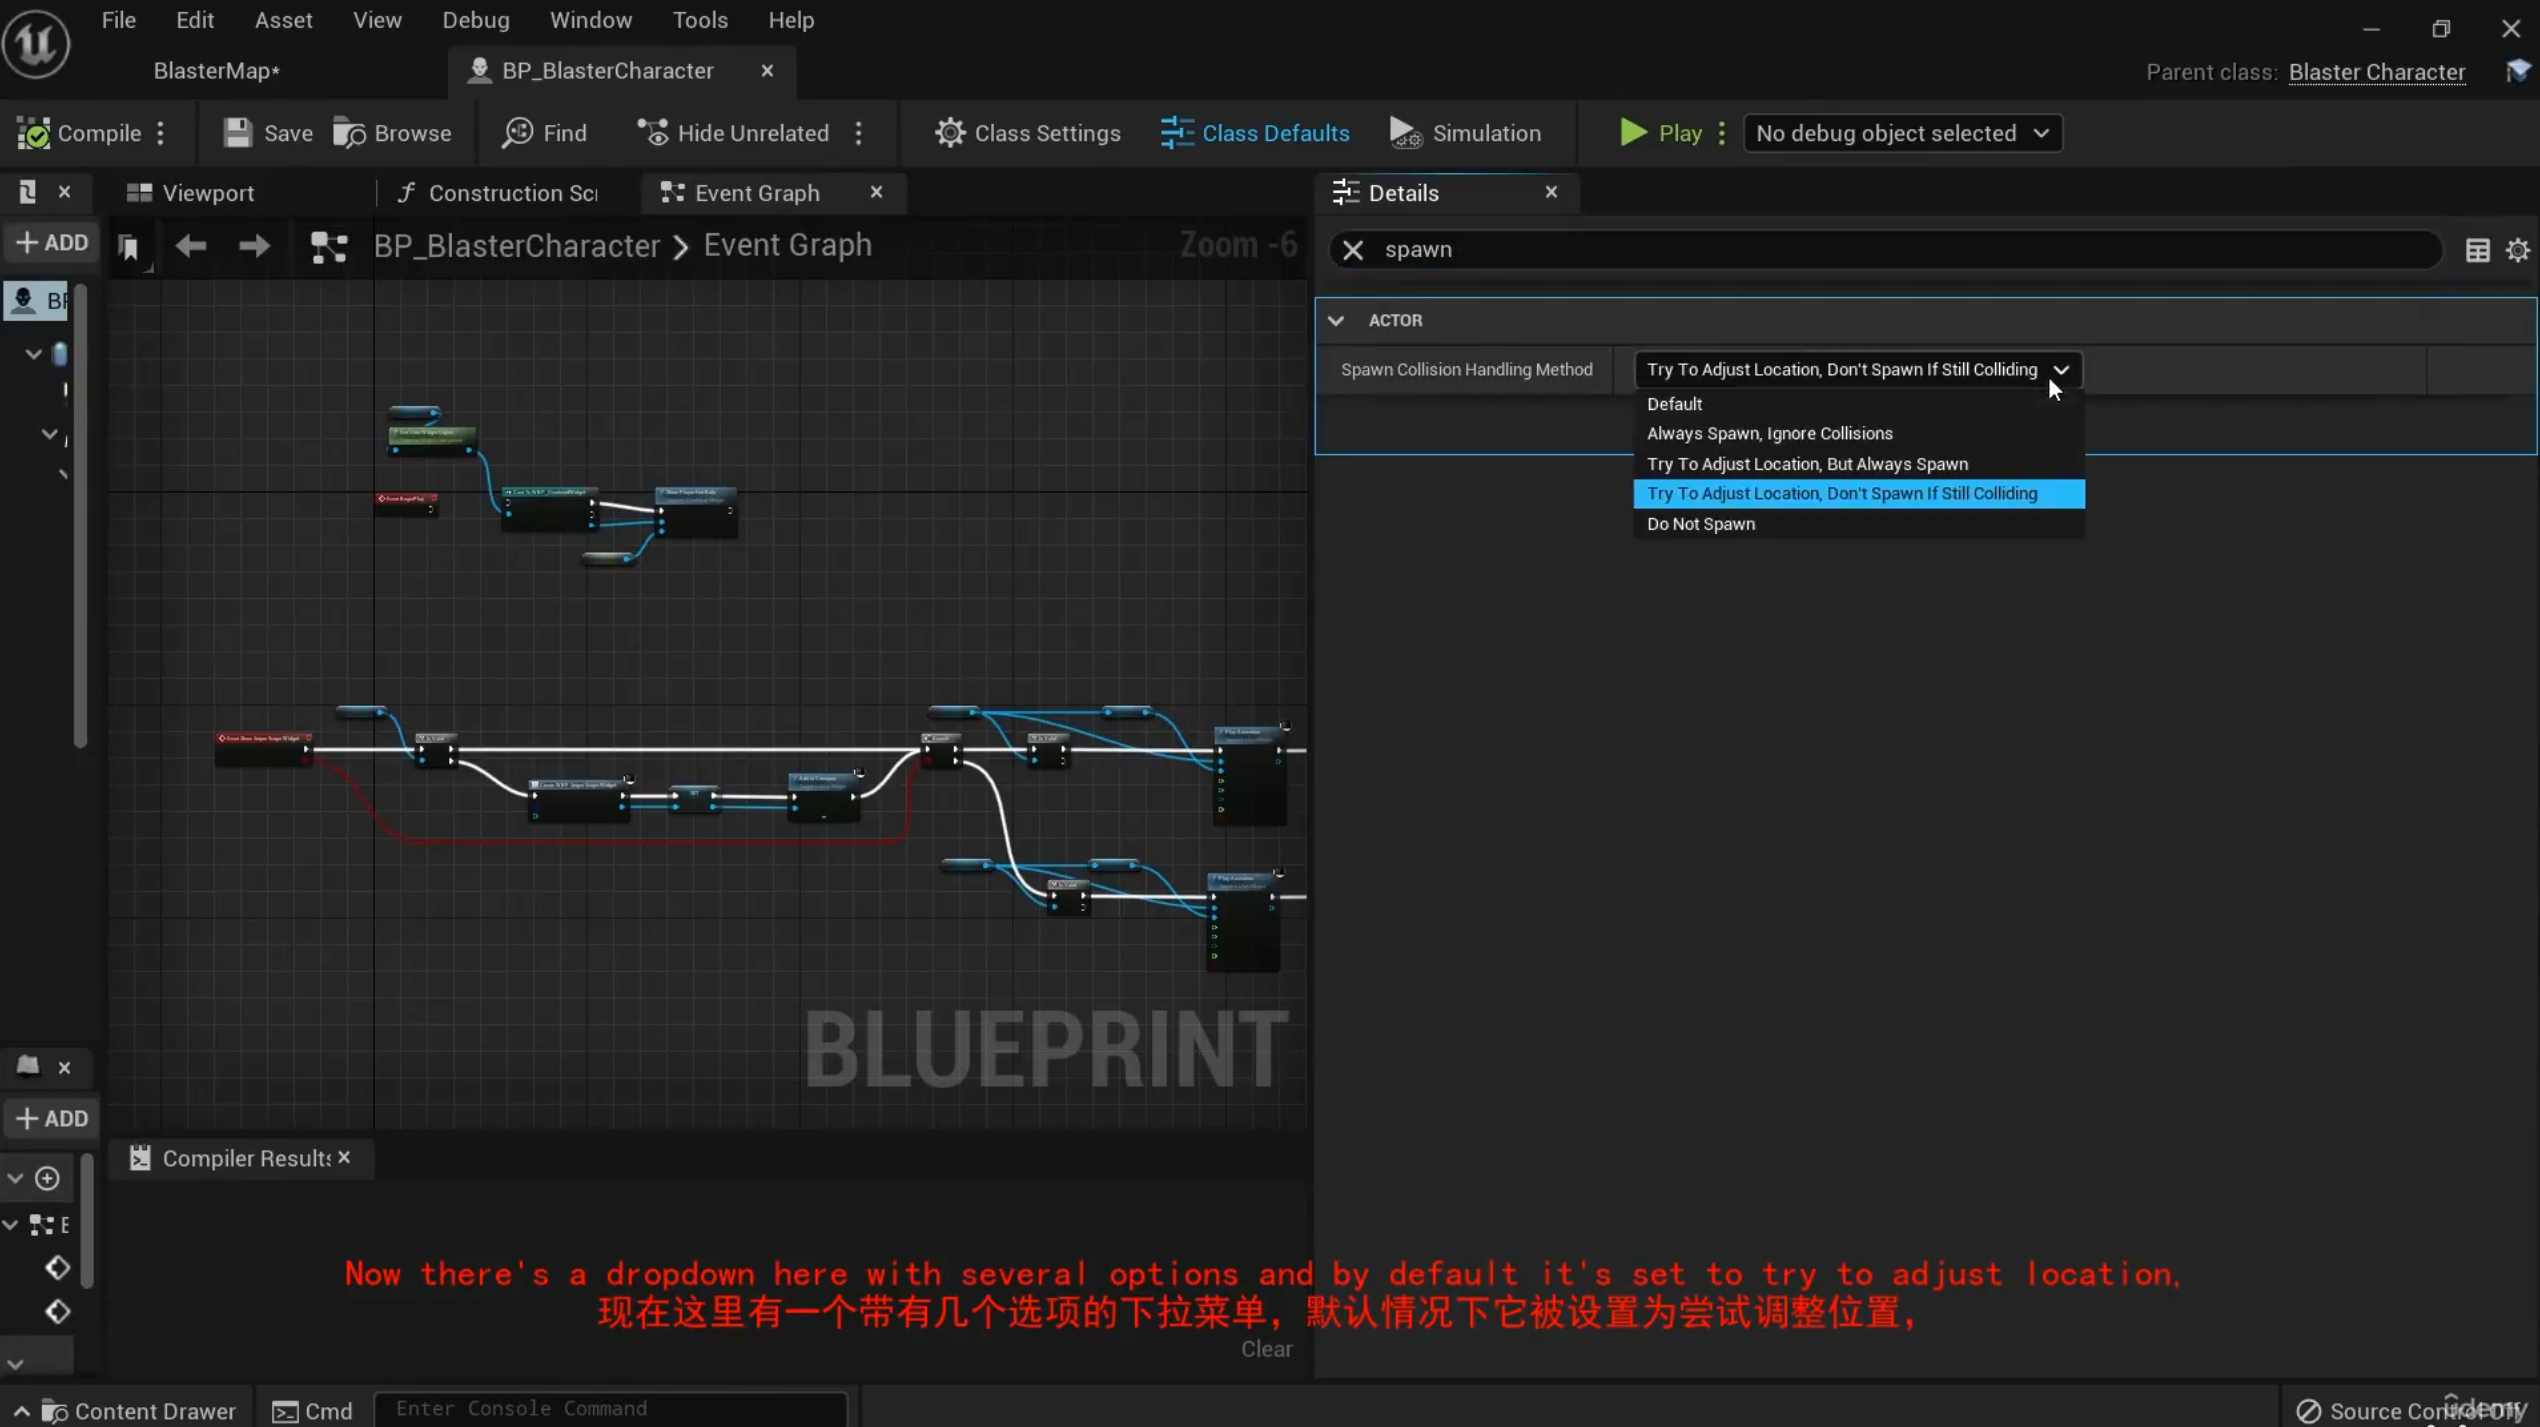 File Edit Asset View Debug Window Tools Help
BlasterMap*
BP_BlasterCharacter
Parent class: Blaster Character
Compile
Save
Browse
Find
Hide Unrelated
Class Settings
Class Defaults
Simulation
Play
No debug object selected
Viewport
Construction Scr
Event Graph
Details
+ ADD
BP_BlasterCharacter > Event Graph
Zoom -6
spawn
BP
ACTOR
Spawn Collision Handling Method
Try To Adjust Location, Don't Spawn If Still Colliding
Default
Always Spawn, Ignore Collisions
Try To Adjust Location, But Always Spawn
Try To Adjust Location, Don't Spawn If Still Colliding
Do Not Spawn
SET
BLUEPRINT
+ ADD
Compiler Results
E
Now there's a dropdown here with several options and by default it's set to try to adjust location,
现在这里有一个带有几个选项的下拉菜单，默认情况下它被设置为尝试调整位置，
Clear
Content Drawer
Cmd
Enter Console Command
Source Control Off
udemy